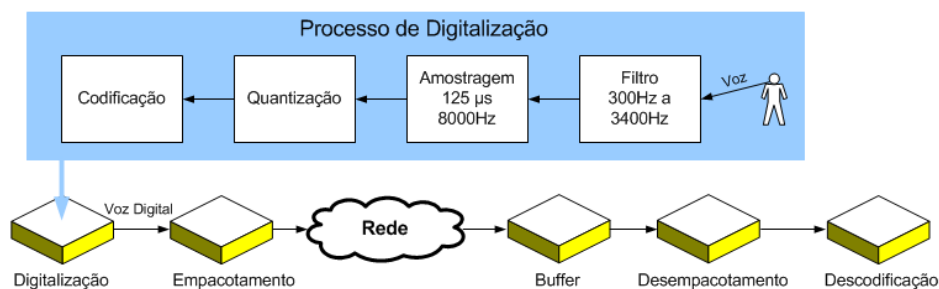 Processo de Digitalização
Codificação
Quantização
Amostragem
125 µs
8000Hz
Filtro
300Hz a
3400Hz
Voz
Voz Digital
Rede
Digitalização
Empacotamento
Buffer
Desempacotamento
Descodificação